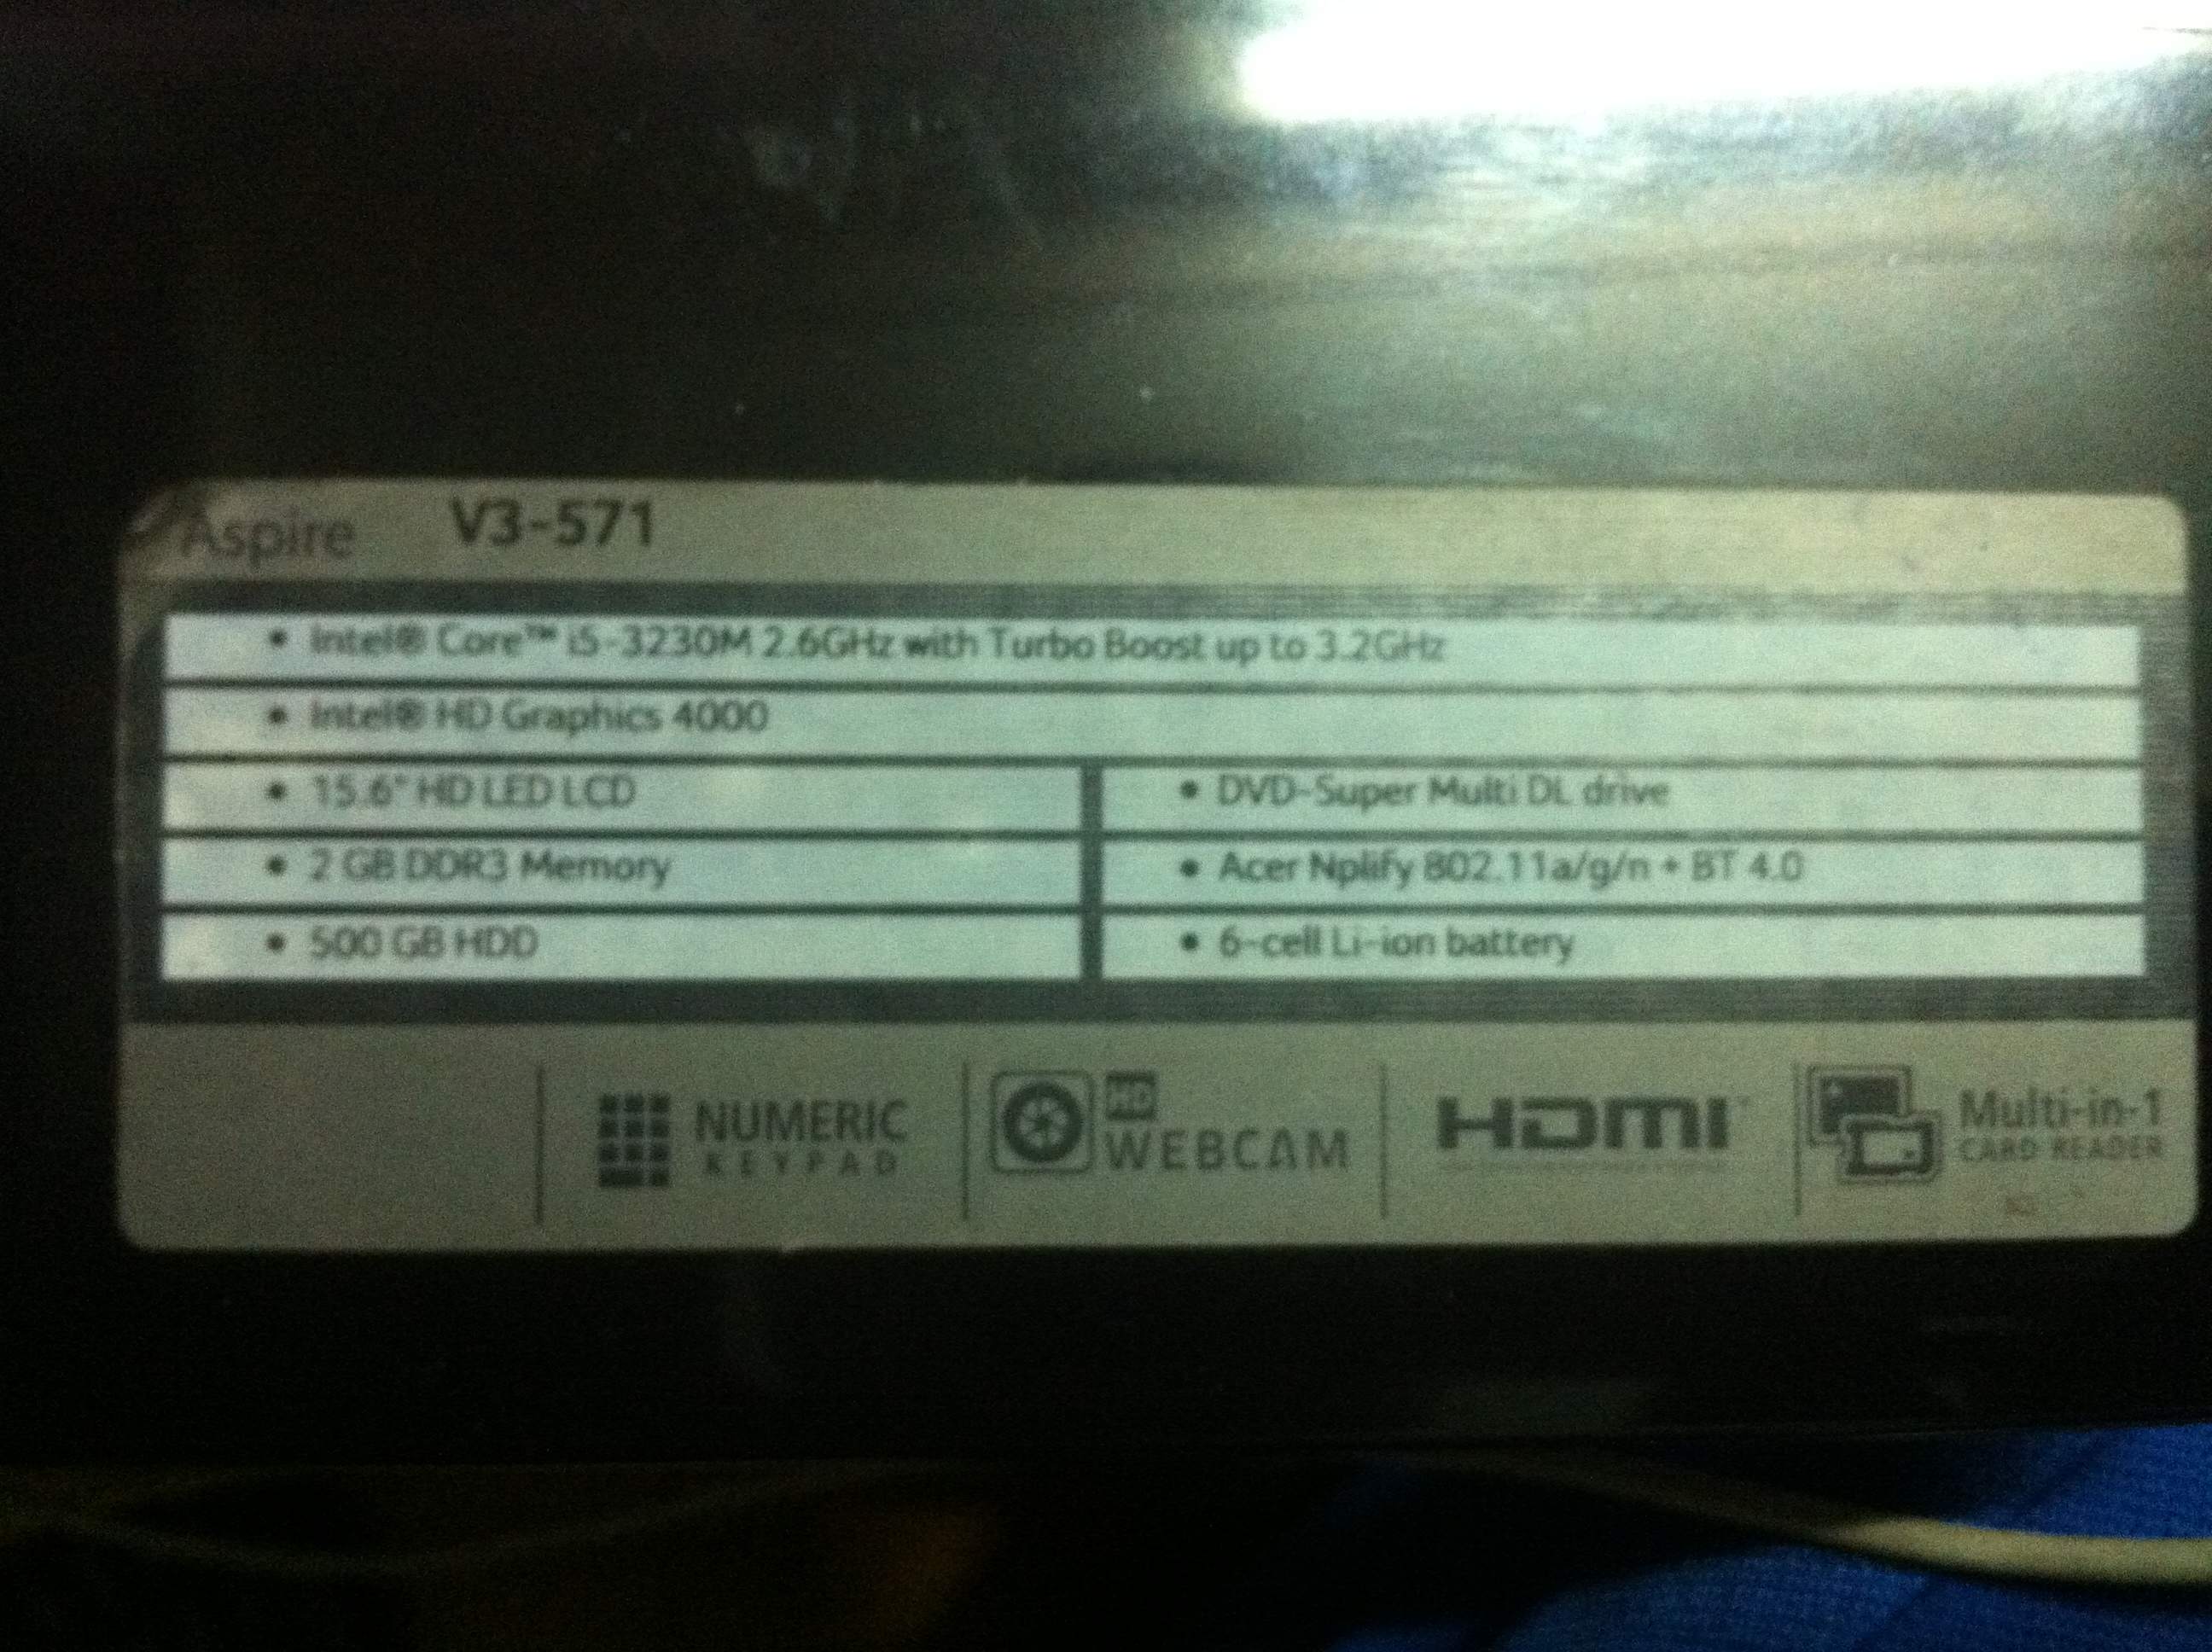 Aspire V3-571
• Intel® Core™ i5-3230M 2.6GHz with Turbo Boost up to 3.2GHz
• Intel® HD Graphics 4000
• 15.6" HD LED LCD
• DVD-Super Multi DL drive
• 2 GB DDR3 Memory
• Acer Nplify 802.11a/g/n + BT 4.0
• 500 GB HDD
• 6-cell Li-ion battery
NUMERIC
KEYPAD
HD
WEBCAM
HDMI™
Multi-in-1
CARD READER